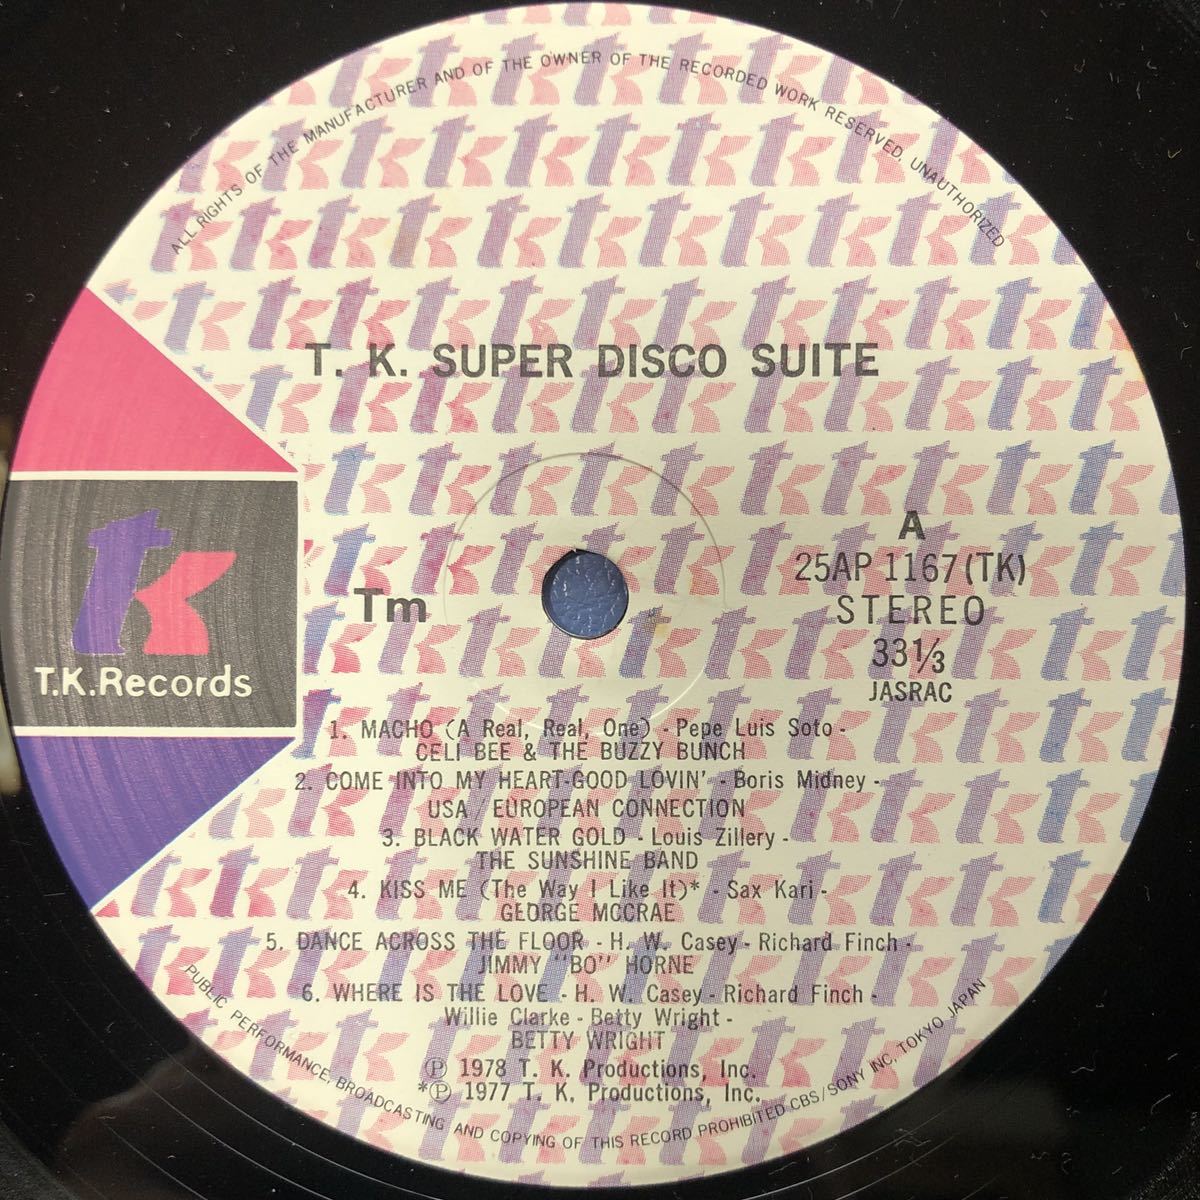 ALL RIGHTS OF THE MANUFACTURER AND OF THE OWNER OF THE RECORDED WORK RESERVED. UNAUTHORIZED
T. K. SUPER DISCO SUITE
tk
T.K.Records
Tm
A
25AP 1167(TK)
STEREO
33⅓
JASRAC
1. MACHO (A Real, Real, One) - Pepe Luis Soto -
CELI BEE & THE BUZZY BUNCH
2. COME INTO MY HEART-GOOD LOVIN' - Boris Midney -
USA/EUROPEAN CONNECTION
3. BLACK WATER GOLD - Louis Zillery -
THE SUNSHINE BAND
4. KISS ME (The Way I Like It)* - Sax Kari -
GEORGE MCCRAE
5. DANCE ACROSS THE FLOOR - H. W. Casey - Richard Finch -
JIMMY "BO" HORNE
6. WHERE IS THE LOVE - H. W. Casey - Richard Finch -
Willie Clarke - Betty Wright -
BETTY WRIGHT
Ⓟ 1978 T. K. Productions, Inc.
*Ⓟ 1977 T. K. Productions, Inc.
PUBLIC PERFORMANCE, BROADCASTING AND COPYING OF THIS RECORD PROHIBITED CBS/SONY INC. TOKYO JAPAN